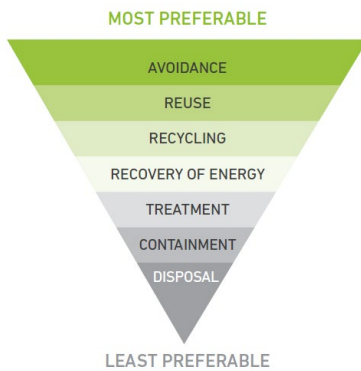 MOST PREFERABLE
AVOIDANCE
REUSE
RECYCLING
RECOVERY OF ENERGY
TREATMENT
CONTAINMENT
DISPOSAL
LEAST PREFERABLE